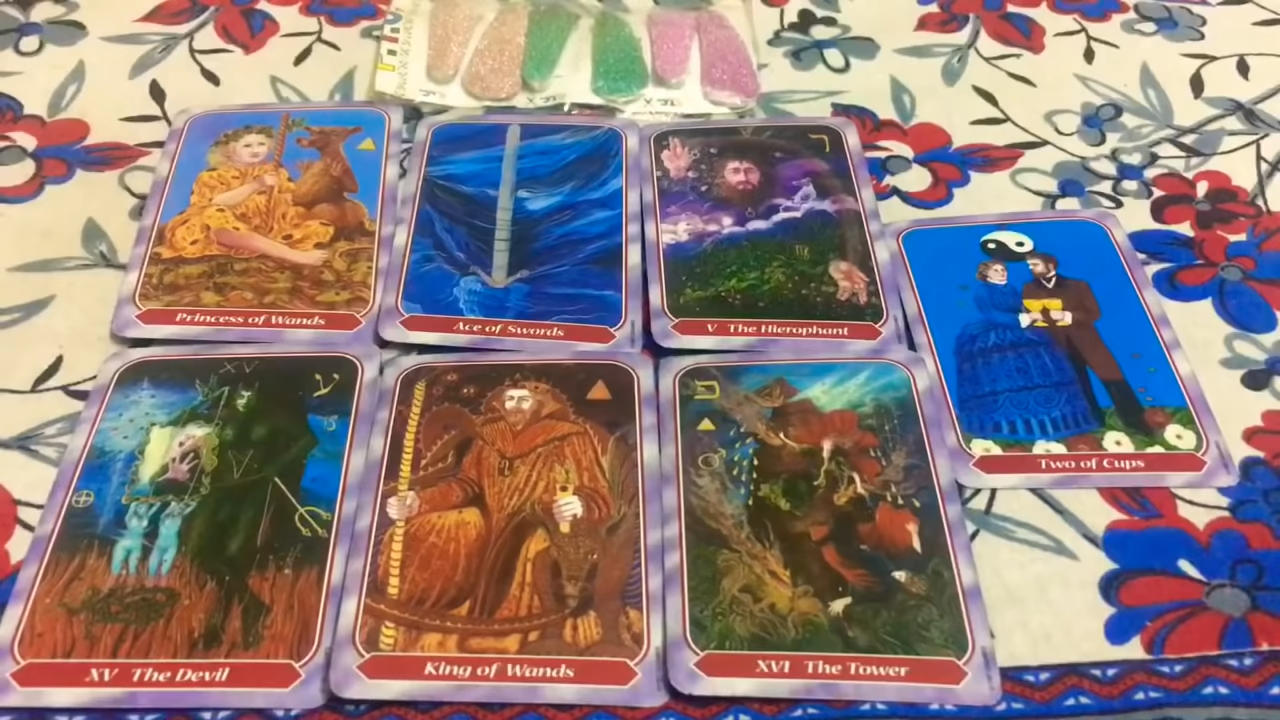 Princess of Wands
Ace of Swords
V The Hierophant
Two of Cups
XV
XV The Devil
King of Wands
XVI The Tower